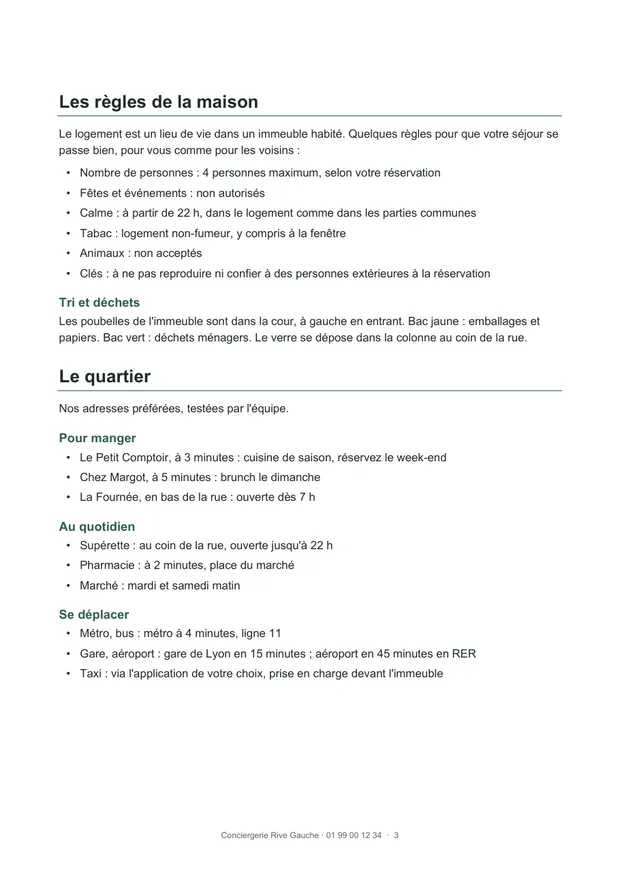 Les règles de la maison
Le logement est un lieu de vie dans un immeuble habité. Quelques règles pour que votre séjour se
passe bien, pour vous comme pour les voisins :
• Nombre de personnes : 4 personnes maximum, selon votre réservation
• Fêtes et événements : non autorisés
• Calme : à partir de 22 h, dans le logement comme dans les parties communes
• Tabac : logement non-fumeur, y compris à la fenêtre
• Animaux : non acceptés
• Clés : à ne pas reproduire ni confier à des personnes extérieures à la réservation
Tri et déchets
Les poubelles de l'immeuble sont dans la cour, à gauche en entrant. Bac jaune : emballages et
papiers. Bac vert : déchets ménagers. Le verre se dépose dans la colonne au coin de la rue.
Le quartier
Nos adresses préférées, testées par l'équipe.
Pour manger
• Le Petit Comptoir, à 3 minutes : cuisine de saison, réservez le week-end
• Chez Margot, à 5 minutes : brunch le dimanche
• La Fournée, en bas de la rue : ouverte dès 7 h
Au quotidien
• Supérette : au coin de la rue, ouverte jusqu'à 22 h
• Pharmacie : à 2 minutes, place du marché
• Marché : mardi et samedi matin
Se déplacer
• Métro, bus : métro à 4 minutes, ligne 11
• Gare, aéroport : gare de Lyon en 15 minutes ; aéroport en 45 minutes en RER
• Taxi : via l'application de votre choix, prise en charge devant l'immeuble
Conciergerie Rive Gauche · 01 99 00 12 34 · 3